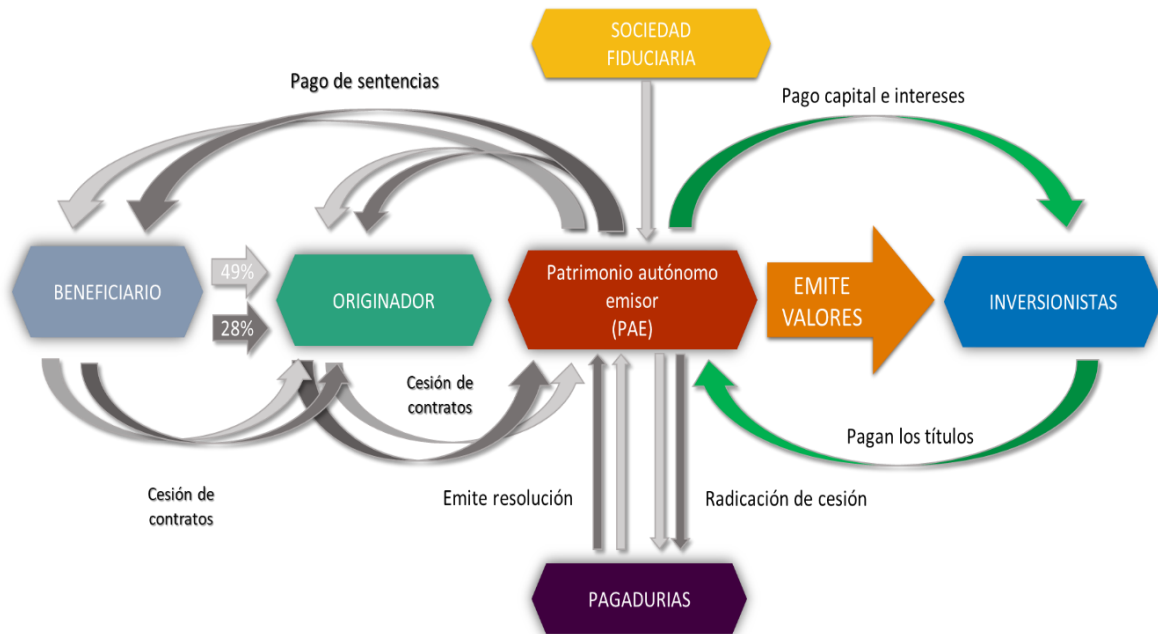 SOCIEDAD
FIDUCIARIA
Pago de sentencias
Pago capital e intereses
BENEFICIARIO
49%
28%
ORIGINADOR
Patrimonio autónomo
emisor
(PAE)
EMITE
VALORES
INVERSIONISTAS
Cesión de
contratos
Pagan los títulos
Cesión de
contratos
Emite resolución
Radicación de cesión
PAGADURIAS